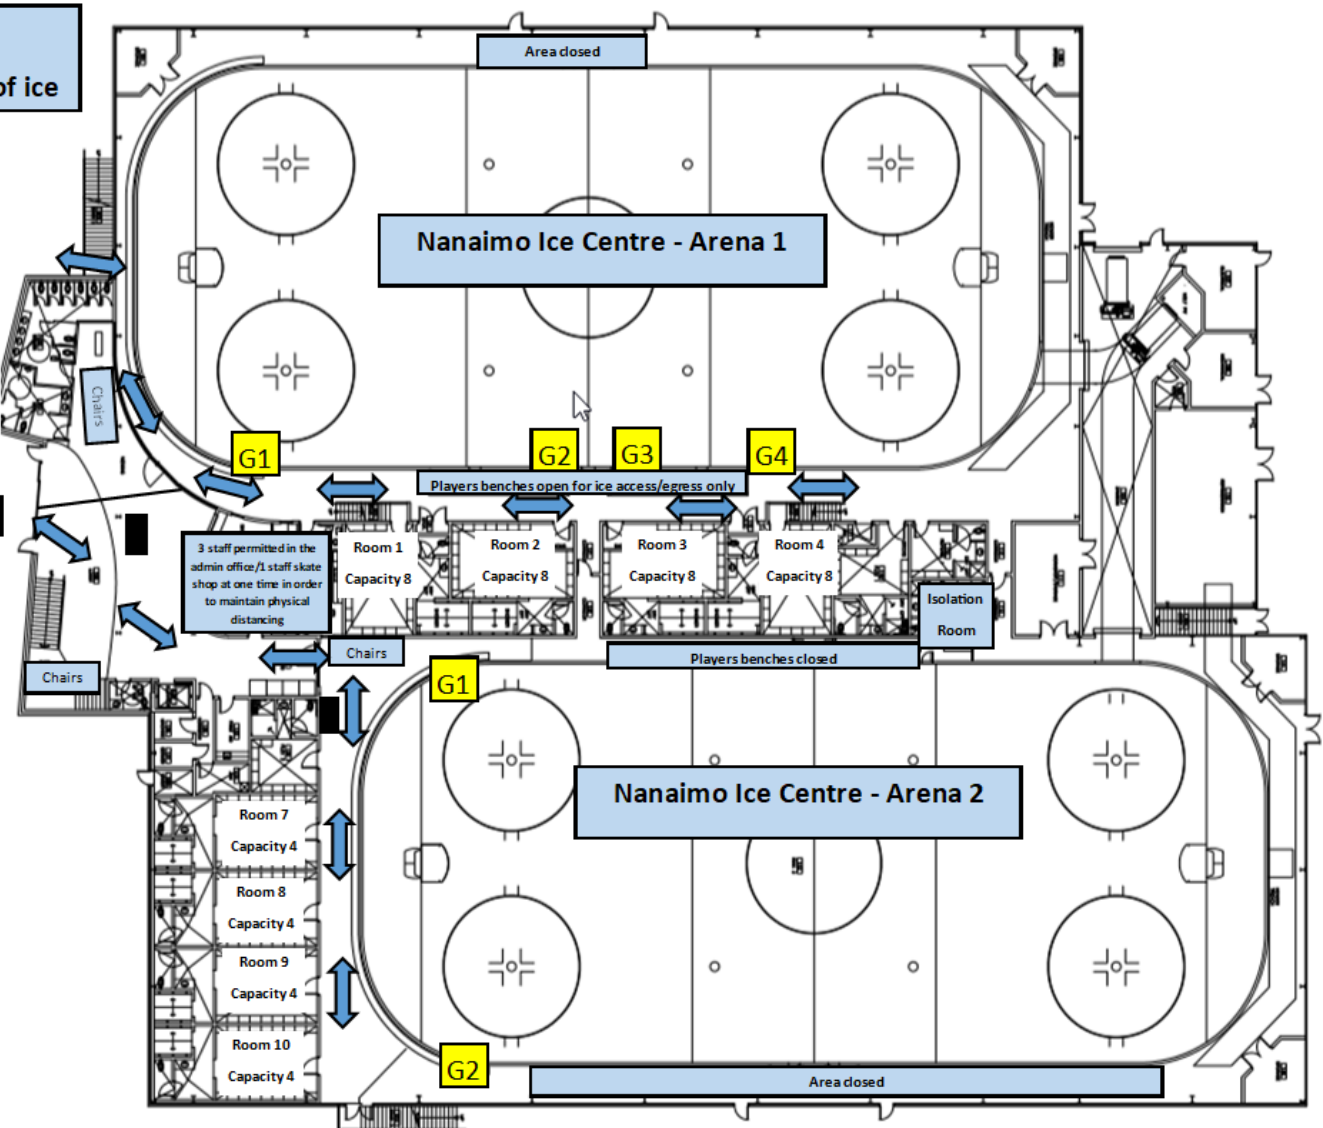 of ice
Area closed
Nanaimo Ice Centre - Arena 1
Chairs
G1
G2
G3
G4
Players benches open for ice access/egress only
3 staff permitted in the
admin office/1 staff skate
shop at one time in order
to maintain physical
distancing
Room 1
Capacity 8
Room 2
Capacity 8
Room 3
Capacity 8
Room 4
Capacity 8
Isolation
Room
Chairs
Chairs
Players benches closed
G1
Nanaimo Ice Centre - Arena 2
Room 7
Capacity 4
Room 8
Capacity 4
Room 9
Capacity 4
Room 10
Capacity 4
G2
Area closed